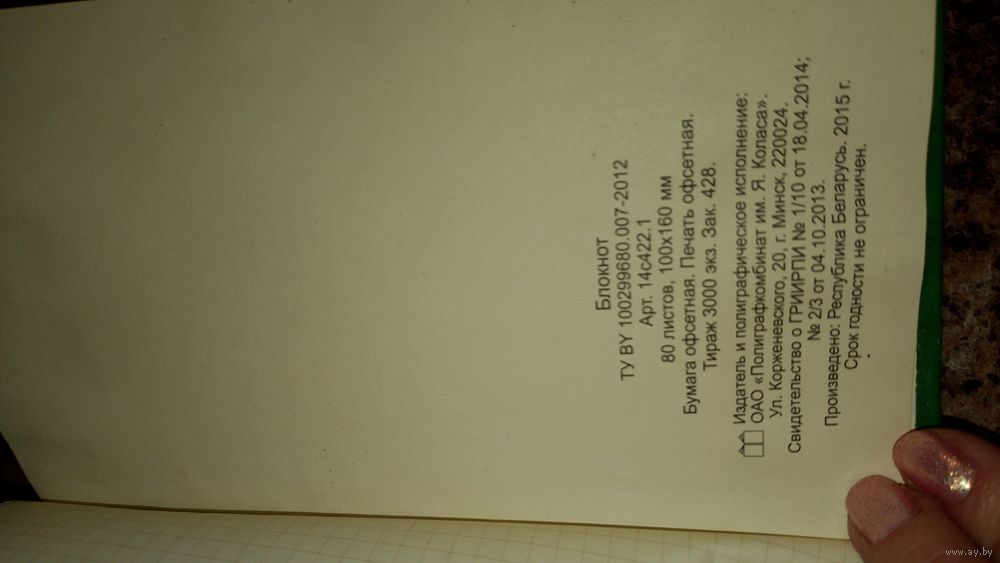 Блокнот
ТУ BY 100299680.007-2012
Арт. 14с422.1
80 листов, 100х160 мм
Бумага офсетная. Печать офсетная.
Тираж 3000 экз. Зак. 428.
Издатель и полиграфическое исполнение:
ОАО «Полиграфкомбинат им. Я. Коласа».
Ул. Корженевского, 20, г. Минск, 220024.
Свидетельство о ГРИИРПИ № 1/10 от 18.04.2014;
№ 2/3 от 04.10.2013.
Произведено: Республика Беларусь. 2015 г.
Срок годности не ограничен.
www.ay.by